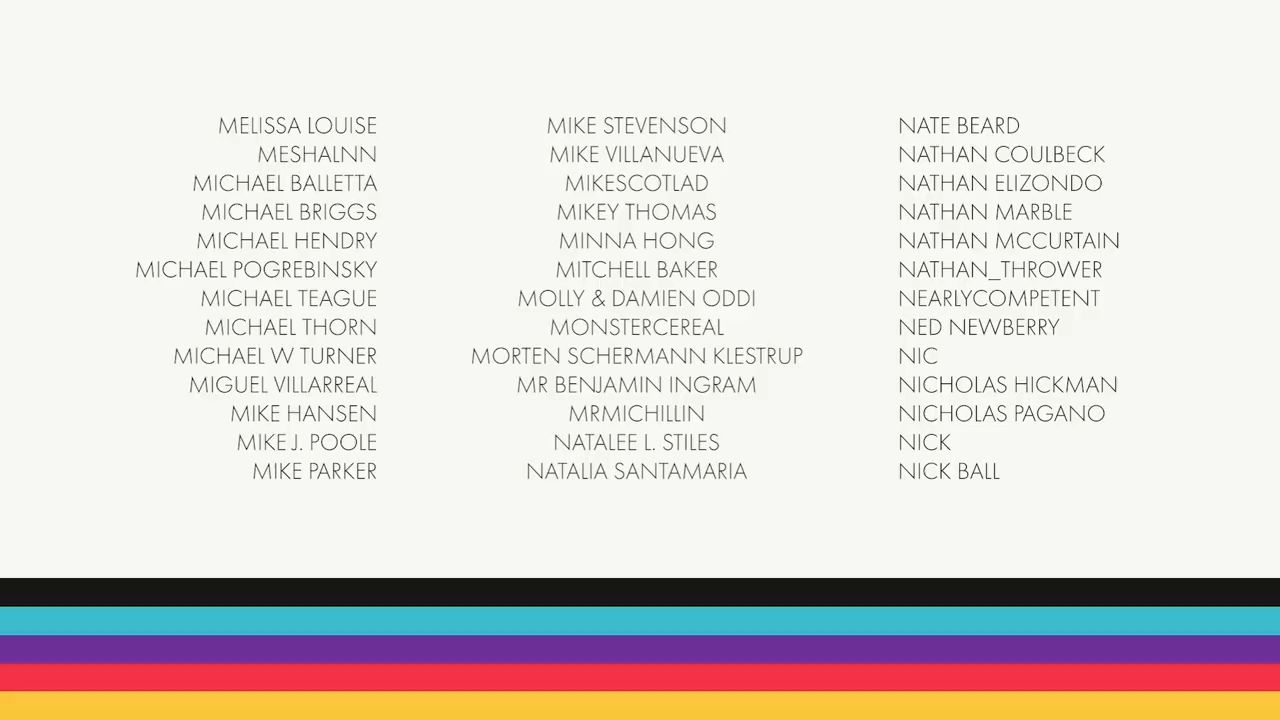 MELISSA LOUISE
MESHALNN
MICHAEL BALLETTA
MICHAEL BRIGGS
MICHAEL HENDRY
MICHAEL POGREBINSKY
MICHAEL TEAGUE
MICHAEL THORN
MICHAEL W TURNER
MIGUEL VILLARREAL
MIKE HANSEN
MIKE J. POOLE
MIKE PARKER
MIKE STEVENSON
MIKE VILLANUEVA
MIKESCOTLAD
MIKEY THOMAS
MINNA HONG
MITCHELL BAKER
MOLLY & DAMIEN ODDI
MONSTERCEREAL
MORTEN SCHERMANN KLESTRUP
MR BENJAMIN INGRAM
MRMICHILLIN
NATALEE L. STILES
NATALIA SANTAMARIA
NATE BEARD
NATHAN COULBECK
NATHAN ELIZONDO
NATHAN MARBLE
NATHAN MCCURTAIN
NATHAN_THROWER
NEARLYCOMPETENT
NED NEWBERRY
NIC
NICHOLAS HICKMAN
NICHOLAS PAGANO
NICK
NICK BALL